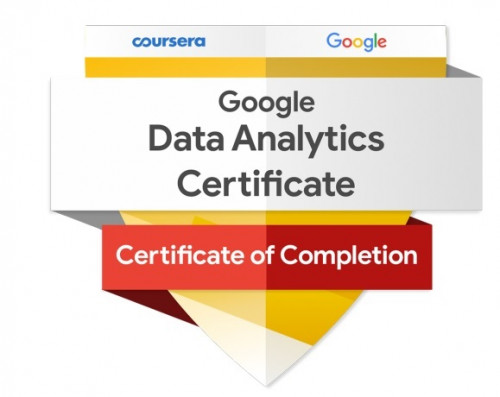 coursera Google
Google
Data Analytics
Certificate
Certificate of Completion